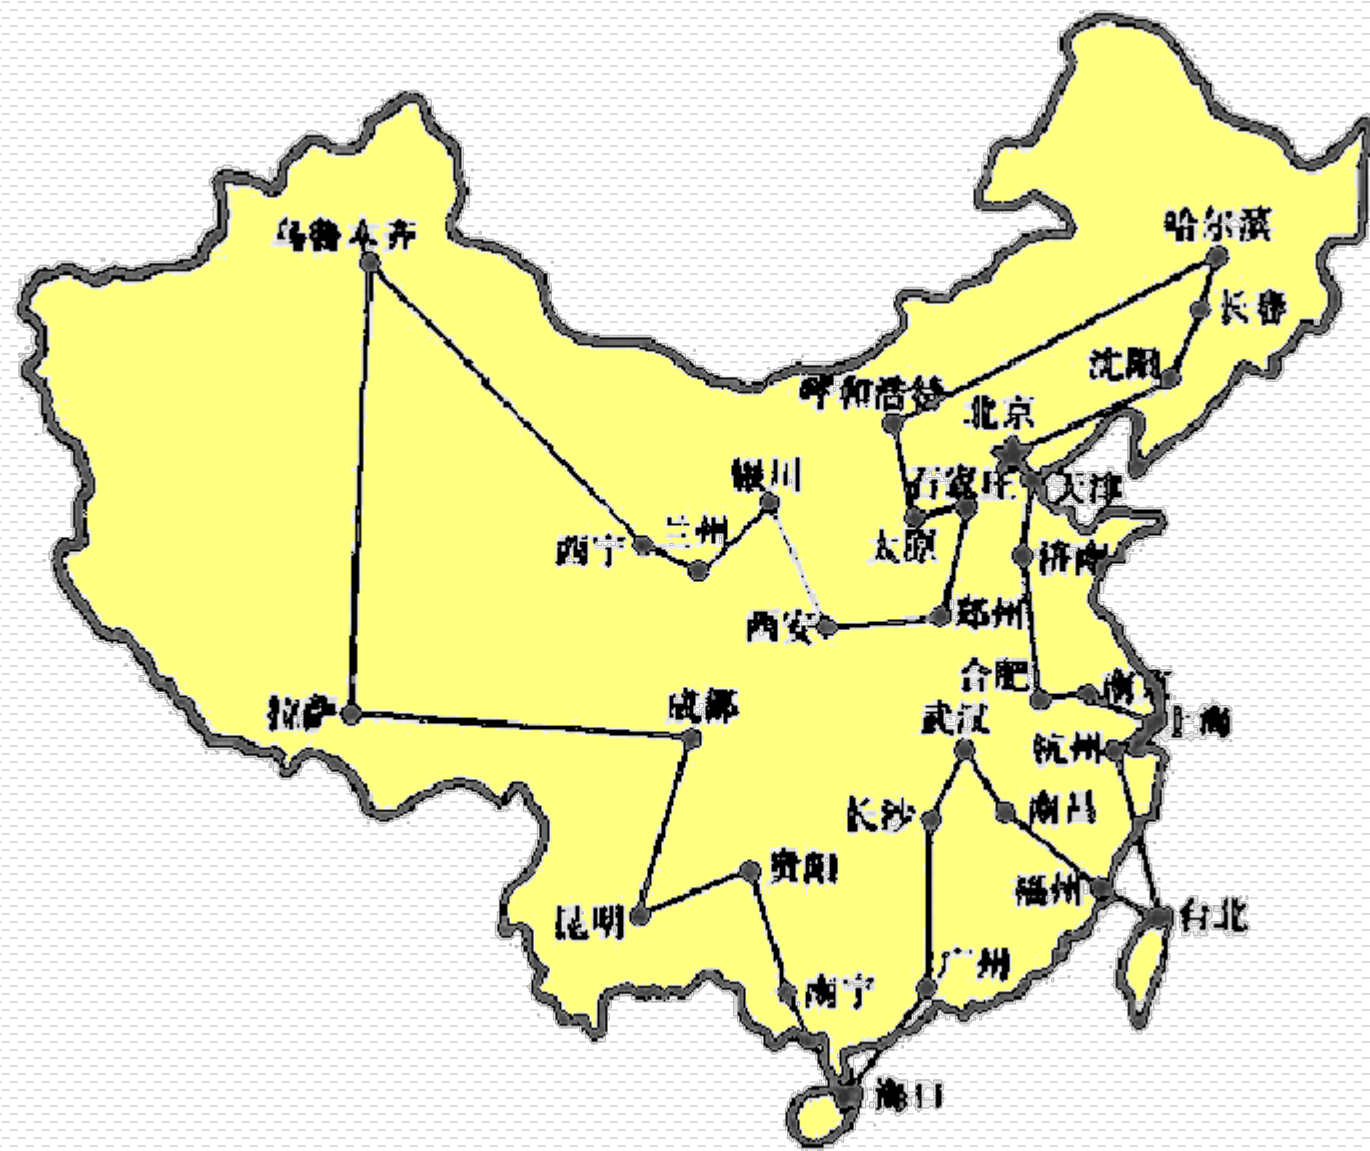 乌鲁木齐
哈尔滨
长春
沈阳
呼和浩特
北京
银川
石家庄
天津
西宁
兰州
太原
济南
西安
郑州
合肥
南京
拉萨
成都
武汉
上海
杭州
长沙
南昌
贵阳
福州
昆明
台北
广州
南宁
海口